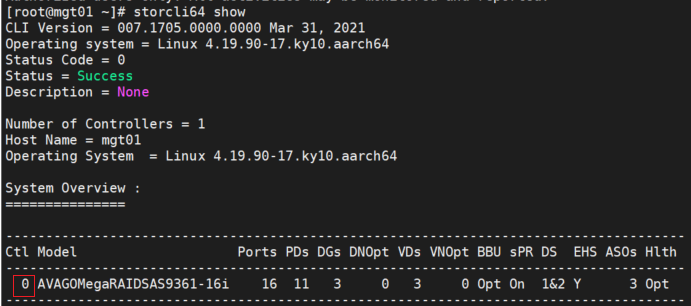 [root@mgt01 ~]# storcli64 show
CLI Version = 007.1705.0000.0000 Mar 31, 2021
Operating system = Linux 4.19.90-17.ky10.aarch64
Status Code = 0
Status = Success
Description = None
Number of Controllers = 1
Host Name = mgt01
Operating System  = Linux 4.19.90-17.ky10.aarch64
System Overview :
===============
--------------------------------------------------------------------------------------
Ctl Model                    Ports PDs DGs DNOpt VDs VNOpt BBU sPR DS  EHS ASOs Hlth
--------------------------------------------------------------------------------------
0 AVAGOMegaRAIDSAS9361-16i    16  11   3     0   3     0 Opt On  1&2 Y      3 Opt
--------------------------------------------------------------------------------------